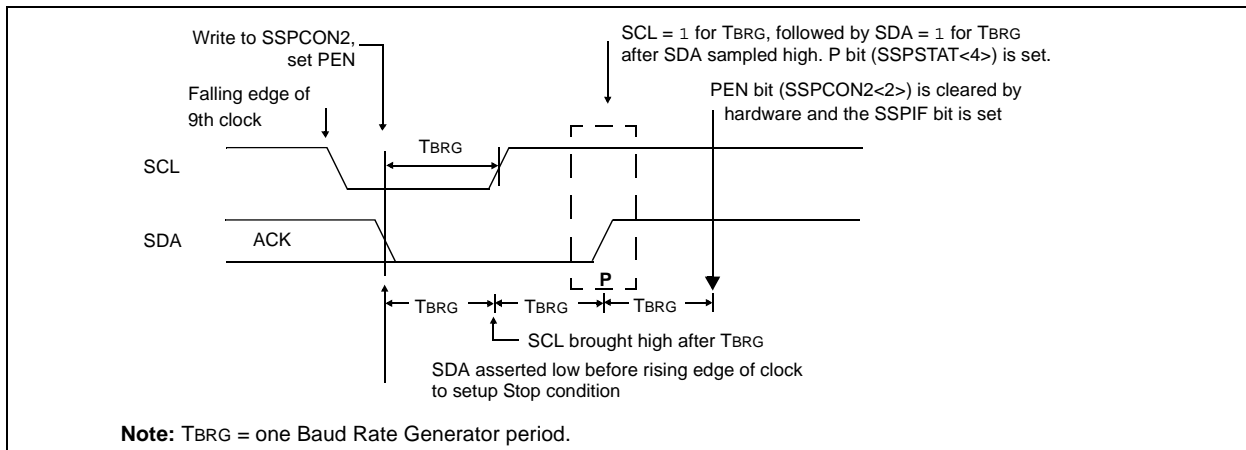 Write to SSPCON2,
set PEN
SCL = 1 for TBRG, followed by SDA = 1 for TBRG
after SDA sampled high. P bit (SSPSTAT<4>) is set.
Falling edge of
9th clock
PEN bit (SSPCON2<2>) is cleared by
hardware and the SSPIF bit is set
TBRG
SCL
SDA
ACK
P
TBRG
TBRG
TBRG
SCL brought high after TBRG
SDA asserted low before rising edge of clock
to setup Stop condition
Note: TBRG = one Baud Rate Generator period.